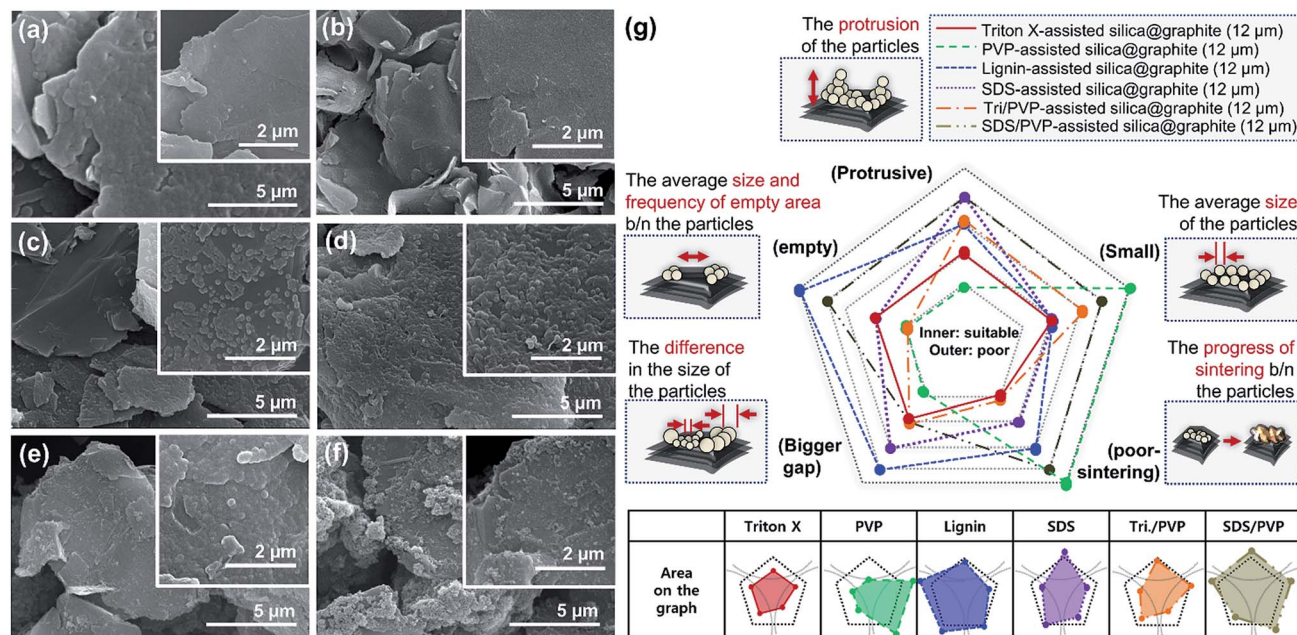 (a)
2 µm
5 µm
(b)
2 µm
5 µm
(c)
2 µm
5 µm
(d)
2 µm
5 µm
(e)
2 µm
5 µm
(f)
2 µm
5 µm
(g)
The protrusion
of the particles
Triton X-assisted silica@graphite (12 µm)
PVP-assisted silica@graphite (12 µm)
Lignin-assisted silica@graphite (12 µm)
SDS-assisted silica@graphite (12 µm)
Tri/PVP-assisted silica@graphite (12 µm)
SDS/PVP-assisted silica@graphite (12 µm)
The average size and
frequency of empty area
b/n the particles
(Protrusive)
The average size
of the particles
(empty)
(Small)
Inner: suitable
Outer: poor
The difference
in the size of
the particles
The progress of
sintering b/n
the particles
(Bigger
gap)
(poor-
sintering)
Triton X
PVP
Lignin
SDS
Tri./PVP
SDS/PVP
Area
on the
graph